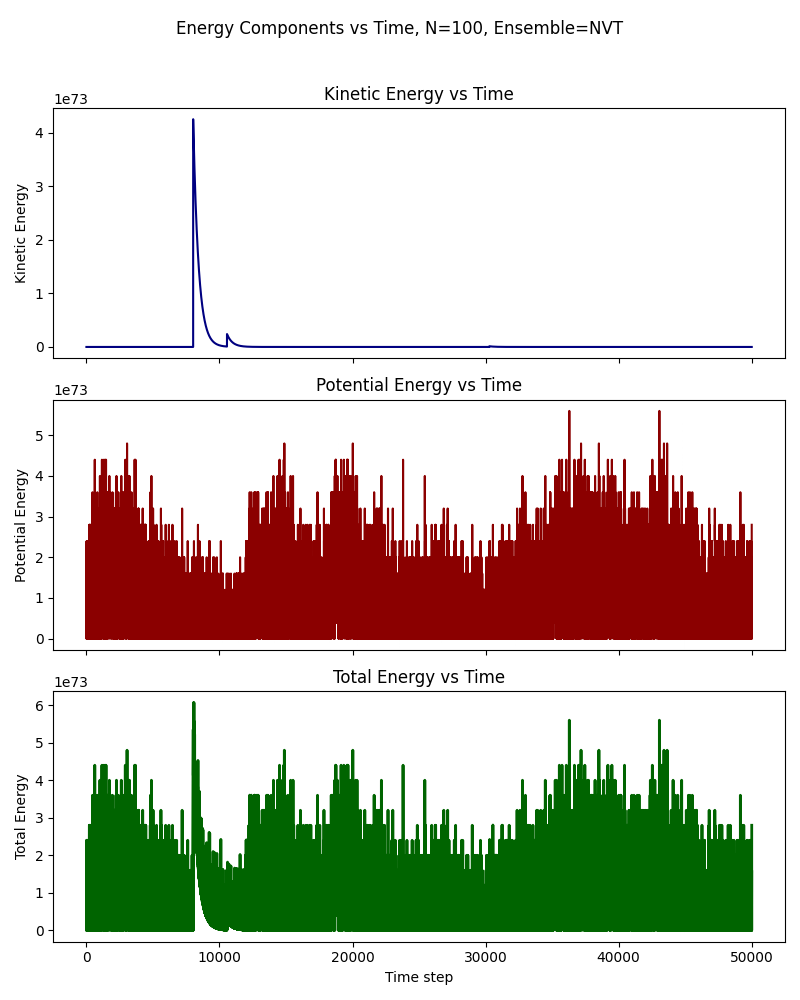 Energy Components vs Time, N=100, Ensemble=NVT
Kinetic Energy vs Time
1e73
4
3
2
1
0
Kinetic Energy
Potential Energy vs Time
1e73
5
4
3
2
1
0
Potential Energy
Total Energy vs Time
1e73
6
5
4
3
2
1
0
Total Energy
0 10000 20000 30000 40000 50000
Time step